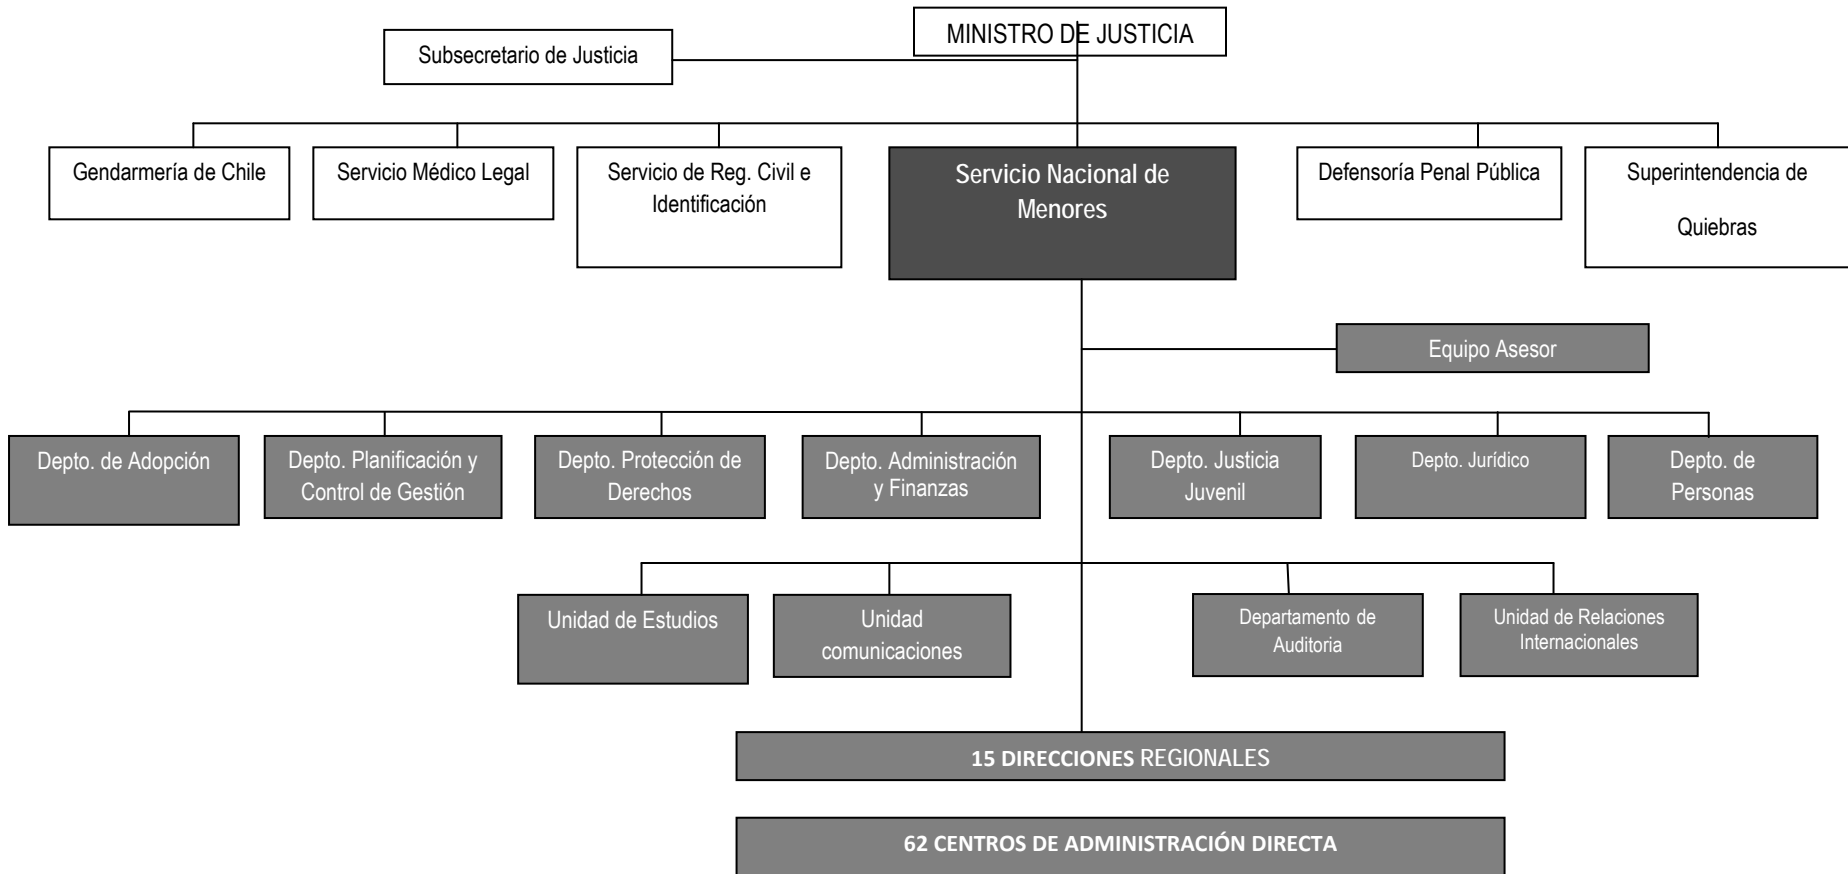 MINISTRO DE JUSTICIA
Subsecretario de Justicia
Gendarmería de Chile
Servicio Médico Legal
Servicio de Reg. Civil e
Identificación
Servicio Nacional de
Menores
Defensoría Penal Pública
Superintendencia de
Quiebras
Equipo Asesor
Depto. de Adopción
Depto. Planificación y
Control de Gestión
Depto. Protección de
Derechos
Depto. Administración
y Finanzas
Depto. Justicia
Juvenil
Depto. Jurídico
Depto. de
Personas
Unidad de Estudios
Unidad
comunicaciones
Departamento de
Auditoria
Unidad de Relaciones
Internacionales
15 DIRECCIONES REGIONALES
62 CENTROS DE ADMINISTRACIÓN DIRECTA